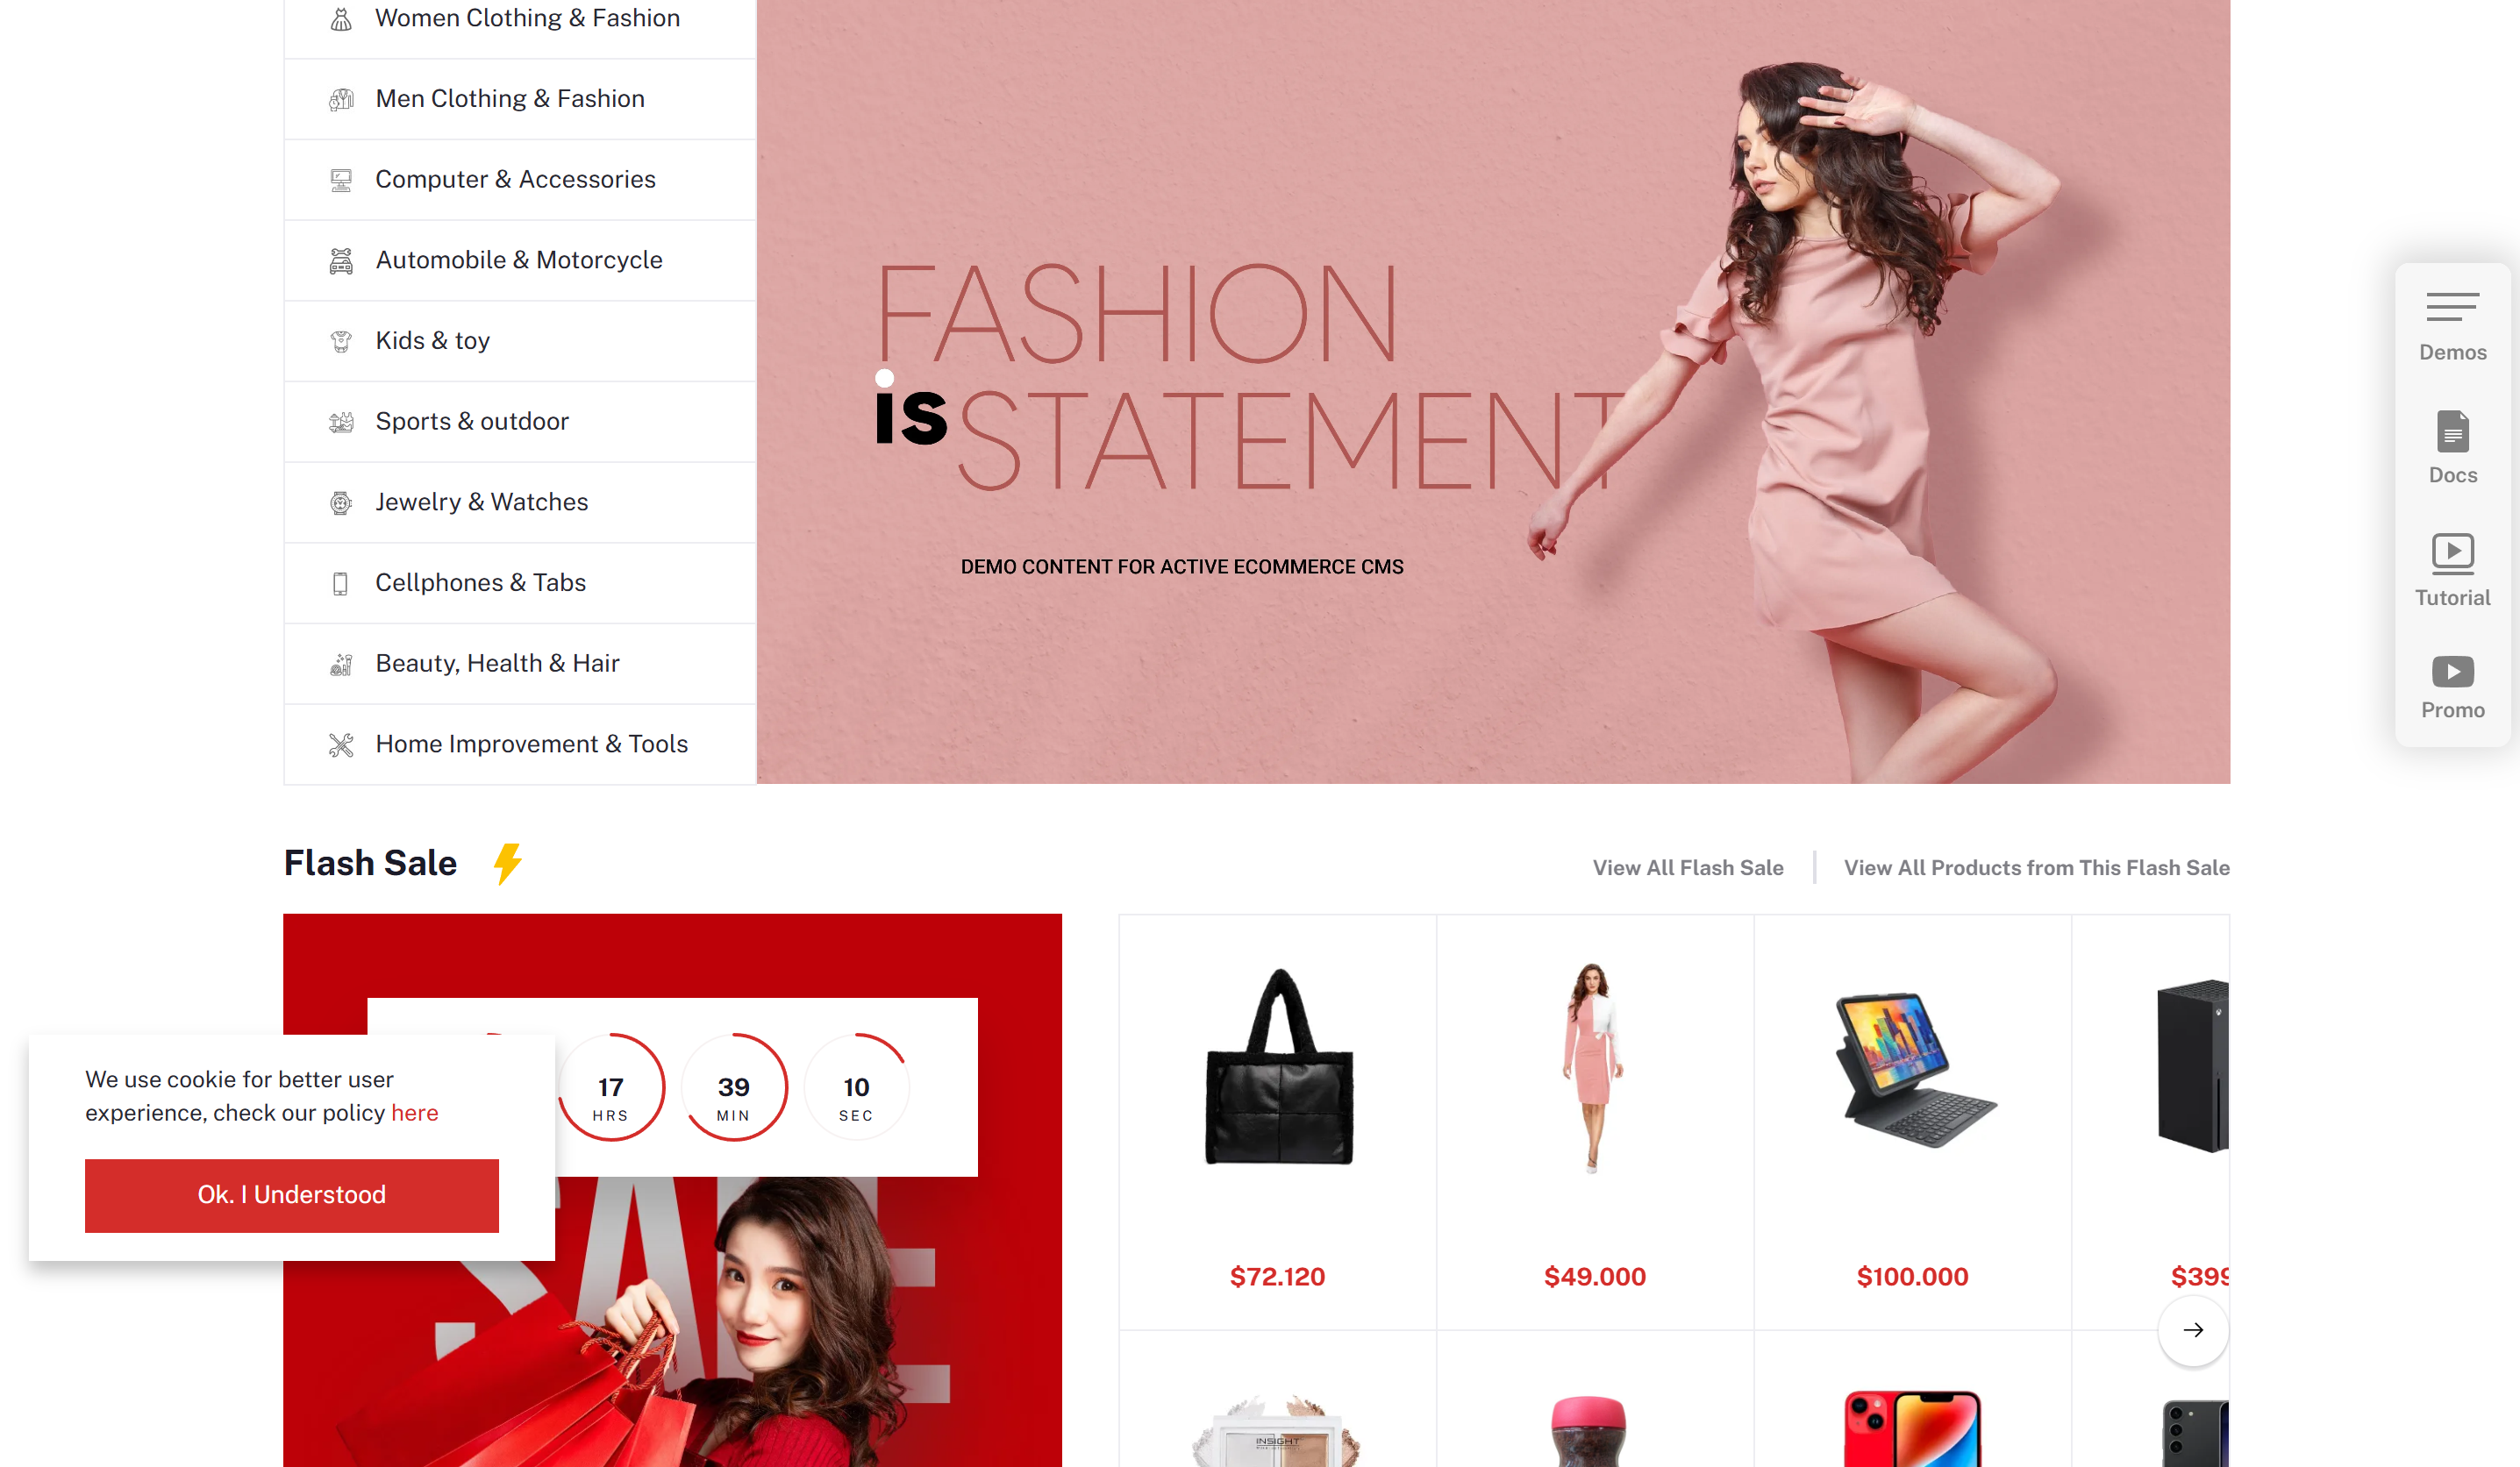 Women Clothing & Fashion
Men Clothing & Fashion
Computer & Accessories
Automobile & Motorcycle
Kids & toy
Sports & outdoor
Jewelry & Watches
Cellphones & Tabs
Beauty, Health & Hair
Home Improvement & Tools
FASHION
is STATEMENT
DEMO CONTENT FOR ACTIVE ECOMMERCE CMS
Demos
Docs
Tutorial
Promo
Flash Sale
View All Flash Sale
View All Products from This Flash Sale
17
HRS
39
MIN
10
SEC
We use cookie for better user
experience, check our policy here
Ok. I Understood
SALE
$72.120
$49.000
$100.000
$399
INSIGHT